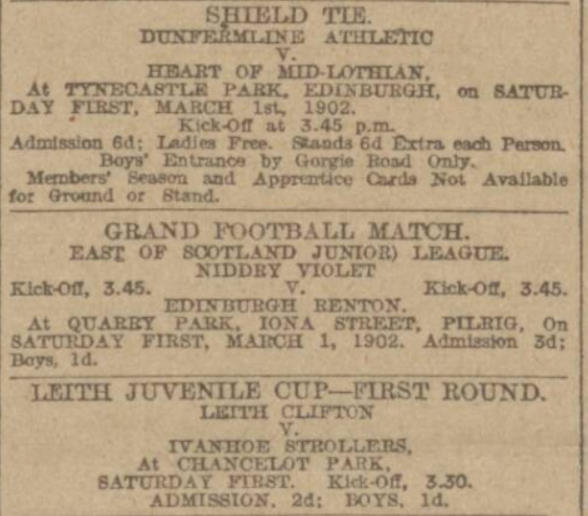 SHIELD TIE.
DUNFERMLINE ATHLETIC
V.
HEART OF MID-LOTHIAN,
At TYNECASTLE PARK, EDINBURGH, on SATUR-
DAY FIRST, MARCH 1st, 1902.
Kick-Off at 3.45 p.m.
Admission 6d; Ladies Free. Stands 6d Extra each Person.
Boys' Entrance by Gorgie Road Only.
Members' Season and Apprentice Cards Not Available
for Ground or Stand.
GRAND FOOTBALL MATCH.
EAST OF SCOTLAND JUNIOR) LEAGUE.
NIDDRY VIOLET
Kick-Off, 3.45. V. Kick-Off, 3.45.
EDINBURGH RENTON.
At QUARRY PARK, IONA STREET, PILRIG, On
SATURDAY FIRST, MARCH 1, 1902. Admission 3d;
Boys, 1d.
LEITH JUVENILE CUP—FIRST ROUND.
LEITH CLIFTON
V.
IVANHOE STROLLERS,
At CHANCELOT PARK,
SATURDAY FIRST. Kick-Off, 3.30.
ADMISSION, 2d; BOYS, 1d.